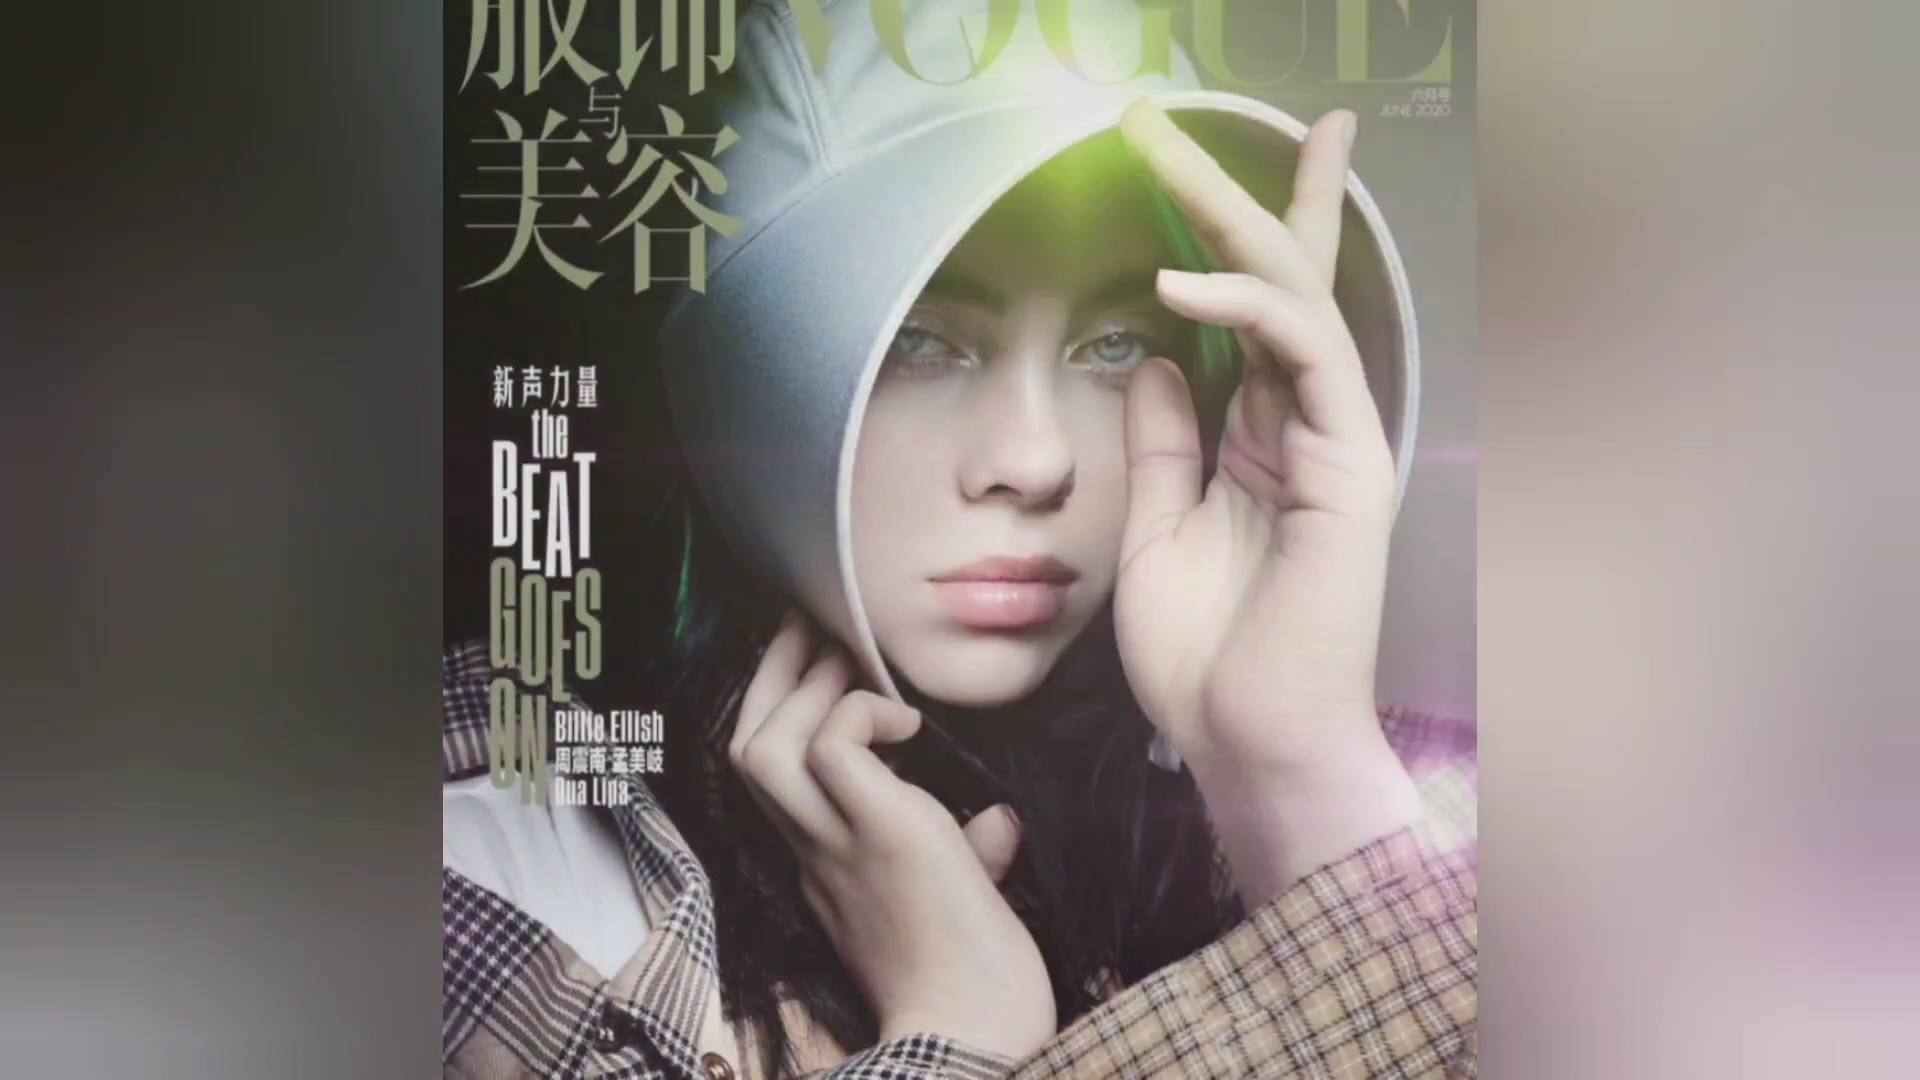 服饰
VOGUE
与
美容
六月号
JUNE 2020
新声力量
the
BEAT
GOES
ON
Billie Eilish
周震南·孟美岐
Dua Lipa